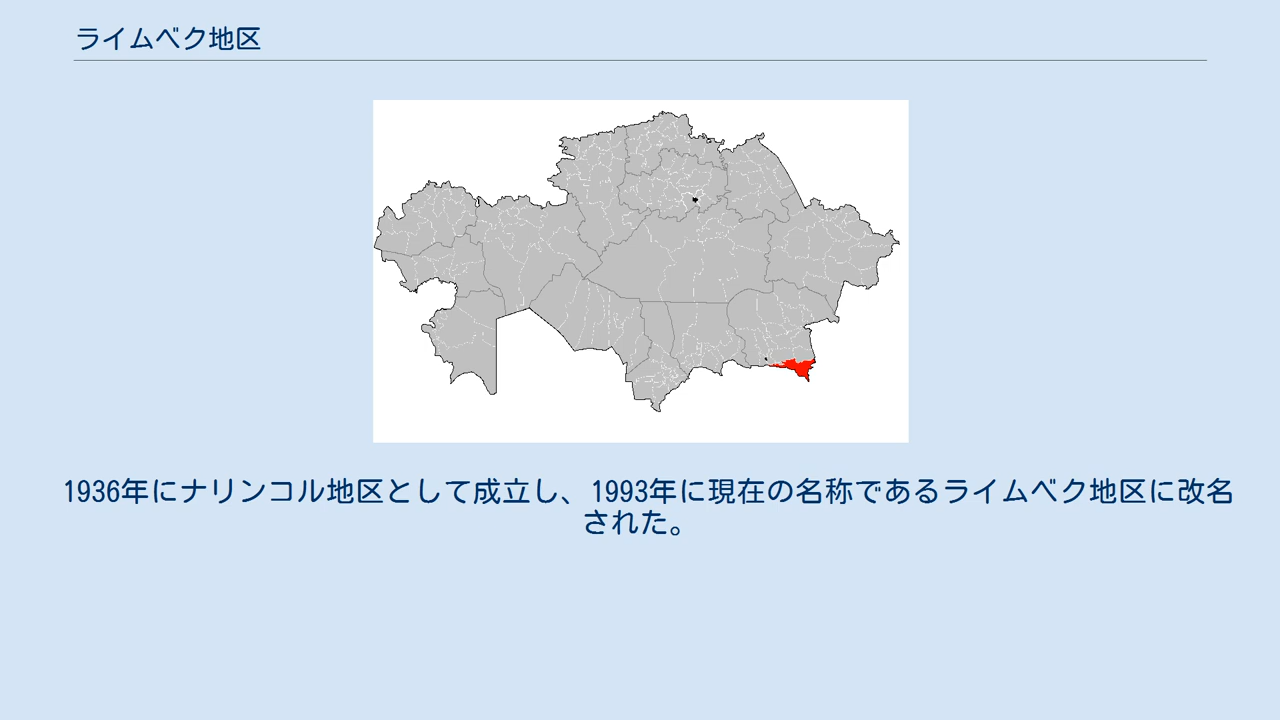 ライムベク地区
1936年にナリンコル地区として成立し、1993年に現在の名称であるライムベク地区に改名
された。